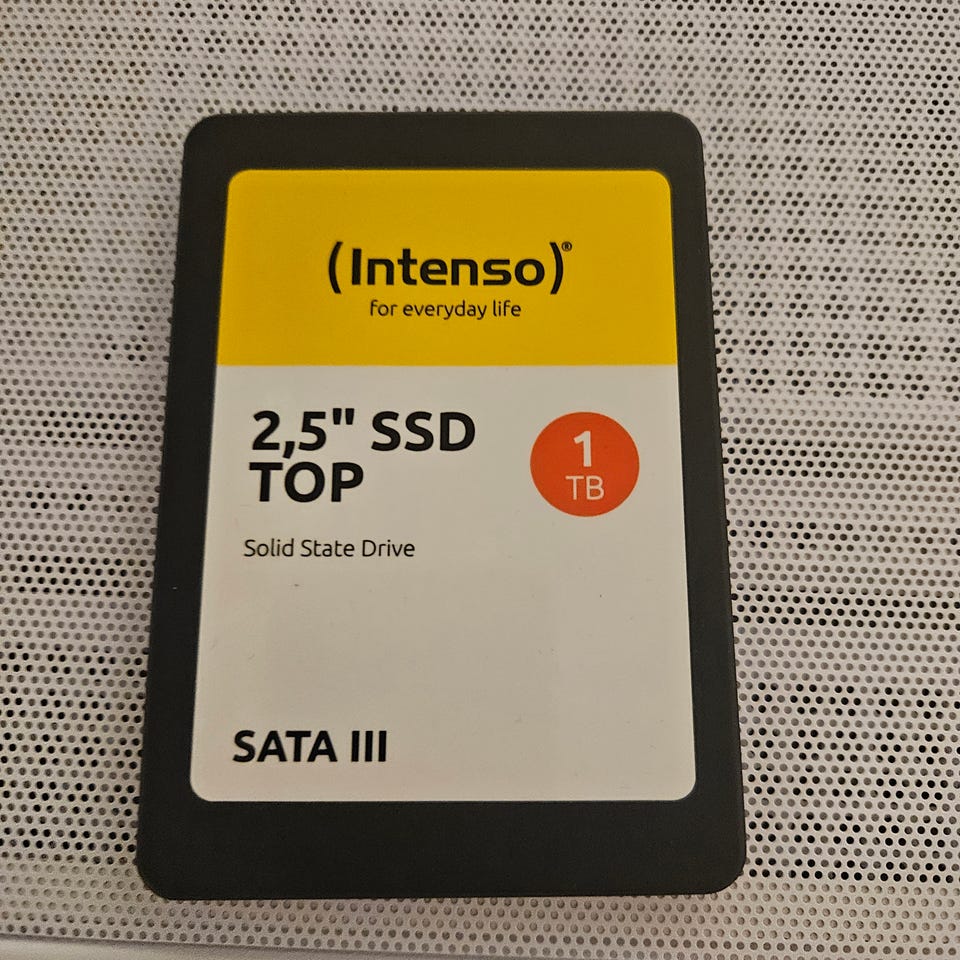 (Intenso)®
for everyday life
2,5" SSD
TOP
1
TB
Solid State Drive
SATA III